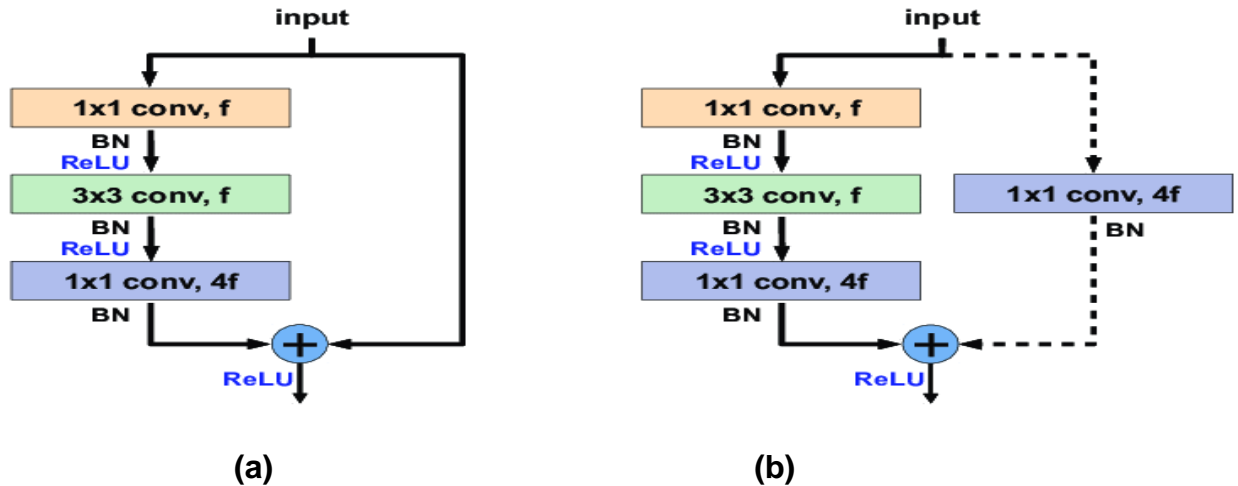 input
1x1 conv, f
BN
ReLU
3x3 conv, f
BN
ReLU
1x1 conv, 4f
BN
+
ReLU
(a)
input
1x1 conv, f
BN
ReLU
3x3 conv, f
BN
ReLU
1x1 conv, 4f
BN
1x1 conv, 4f
BN
+
ReLU
(b)